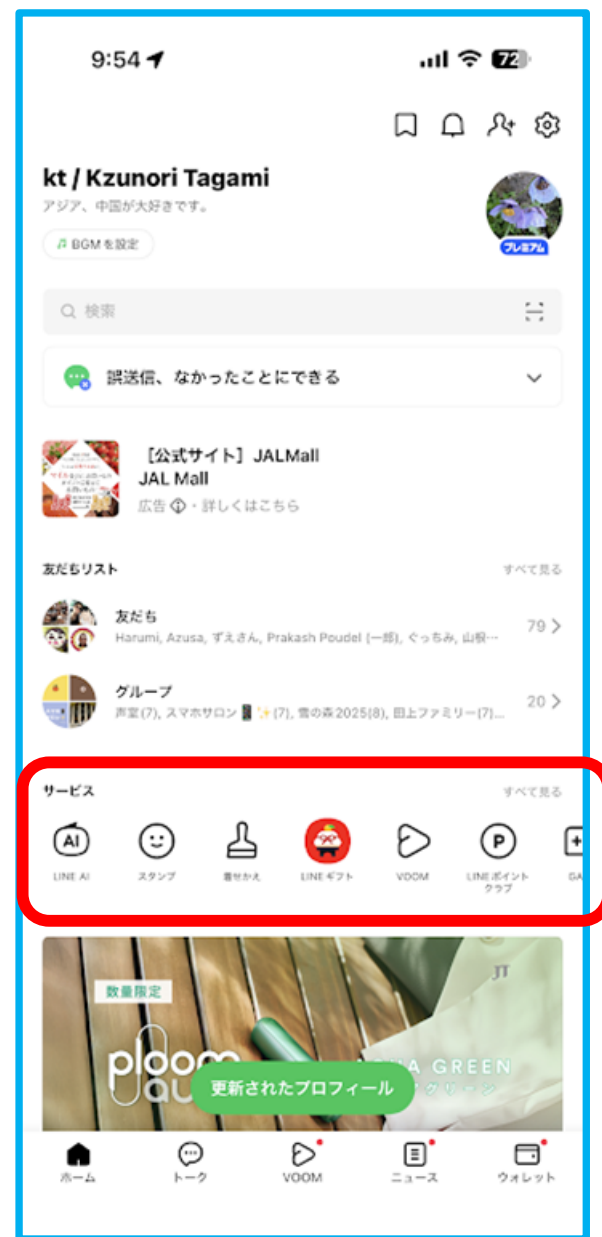 9:54
72
kt / Kzunori Tagami
アジア、中国が大好きです。
BGMを設定
プレミアム
検索
誤送信、なかったことにできる
［公式サイト］JALMall
JAL Mall
広告 ・詳しくはこちら
友だちリスト
すべて見る
友だち
Harumi, Azusa, ずえさん, Prakash Poudel (一郎), ぐっちみ, 山根…
79
グループ
声室(7), スマホサロン📱✨(7), 雪の森2025(8), 田上ファミリー(7)...
20
サービス
すべて見る
AI
P
LINE AI
スタンプ
着せかえ
LINEギフト
VOOM
LINEポイント
クラブ
GA
JT
数量限定
ploom
AU
A GREEN
グリーン
更新されたプロフィール
ホーム
トーク
VOOM
ニュース
ウォレット